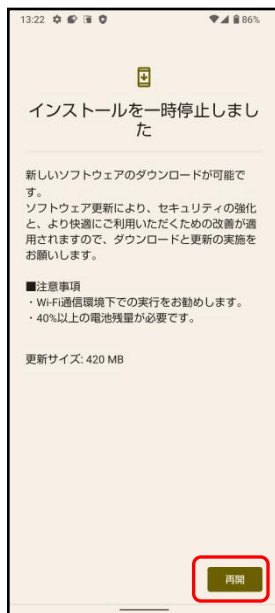 13:22 86%
インストールを一時停止しまし
た
新しいソフトウェアのダウンロードが可能で
す。
ソフトウェア更新により、セキュリティの強化
と、より快適にご利用いただくための改善が適
用されますので、ダウンロードと更新の実施を
お願いします。
■注意事項
・Wi-Fi通信環境下での実行をお勧めします。
・40%以上の電池残量が必要です。
更新サイズ: 420 MB
再開